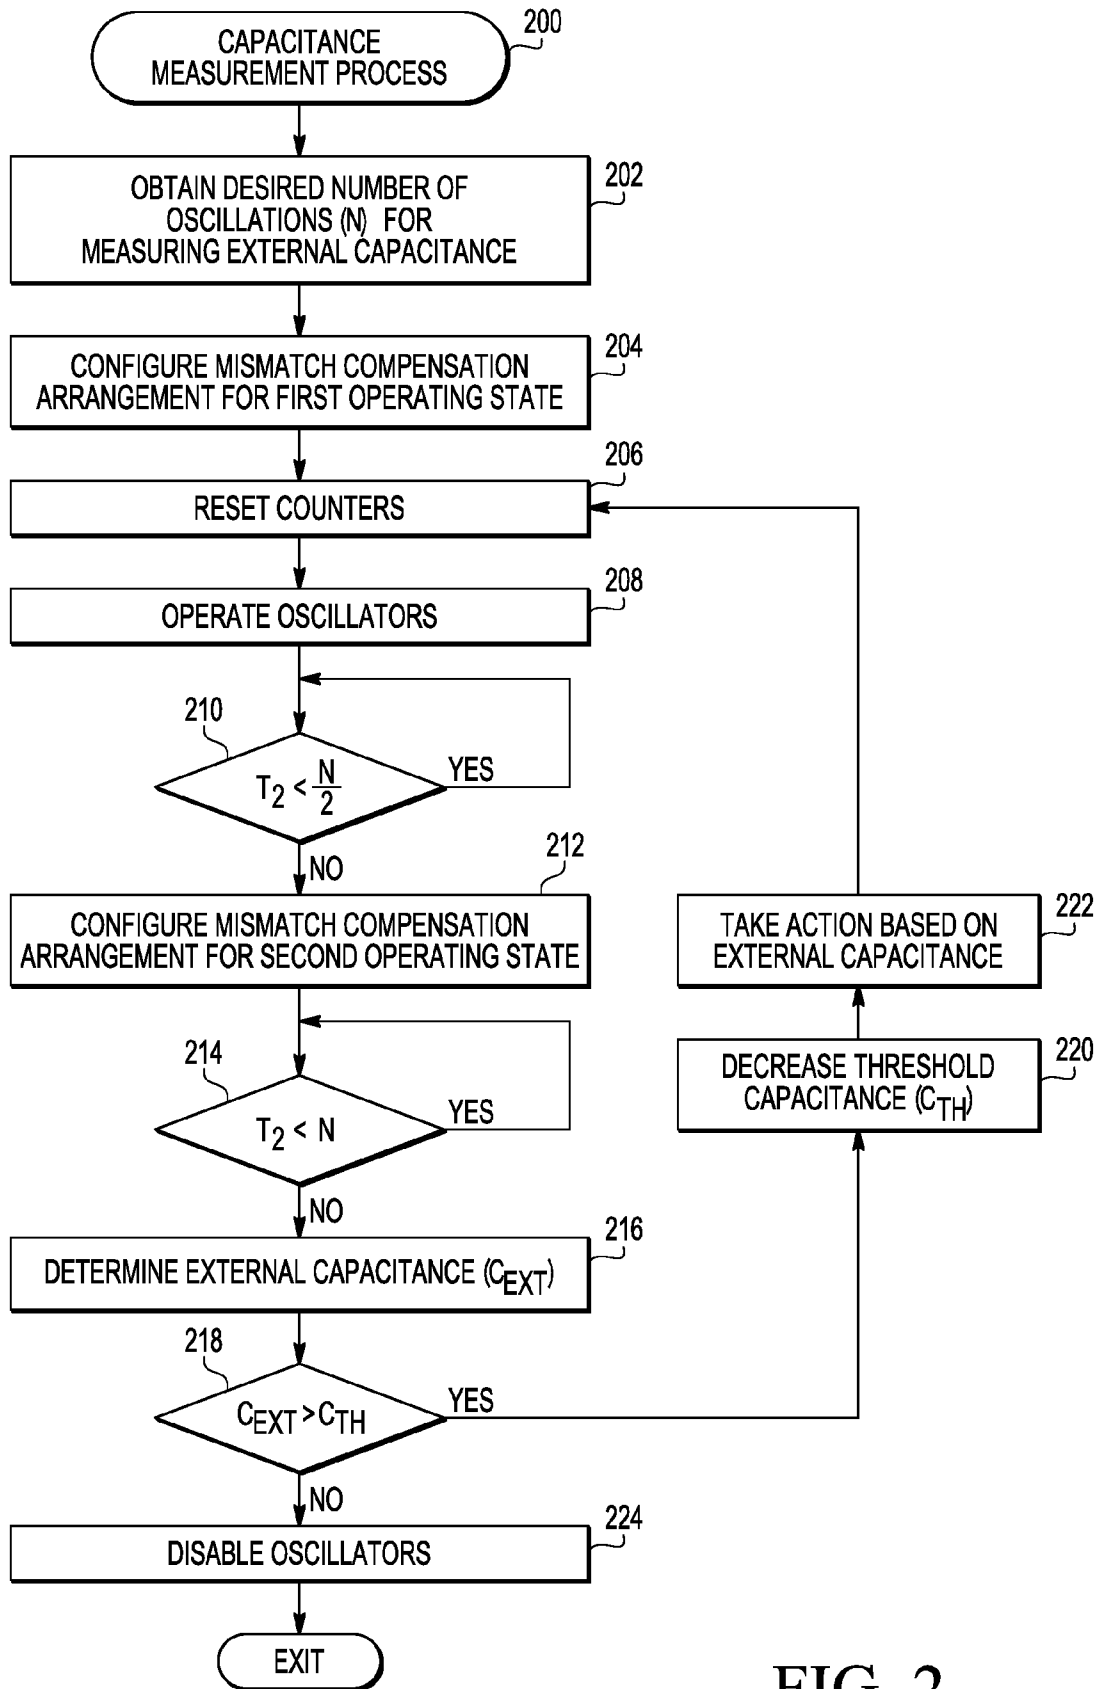 200
CAPACITANCE
MEASUREMENT PROCESS
202
OBTAIN DESIRED NUMBER OF
OSCILLATIONS (N) FOR
MEASURING EXTERNAL CAPACITANCE
204
CONFIGURE MISMATCH COMPENSATION
ARRANGEMENT FOR FIRST OPERATING STATE
206
RESET COUNTERS
208
OPERATE OSCILLATORS
210
T2 < N/2
YES
NO
212
CONFIGURE MISMATCH COMPENSATION
ARRANGEMENT FOR SECOND OPERATING STATE
214
T2 < N
YES
NO
216
DETERMINE EXTERNAL CAPACITANCE (CEXT)
218
CEXT > CTH
YES
NO
220
DECREASE THRESHOLD
CAPACITANCE (CTH)
222
TAKE ACTION BASED ON
EXTERNAL CAPACITANCE
224
DISABLE OSCILLATORS
EXIT
FIG. 2